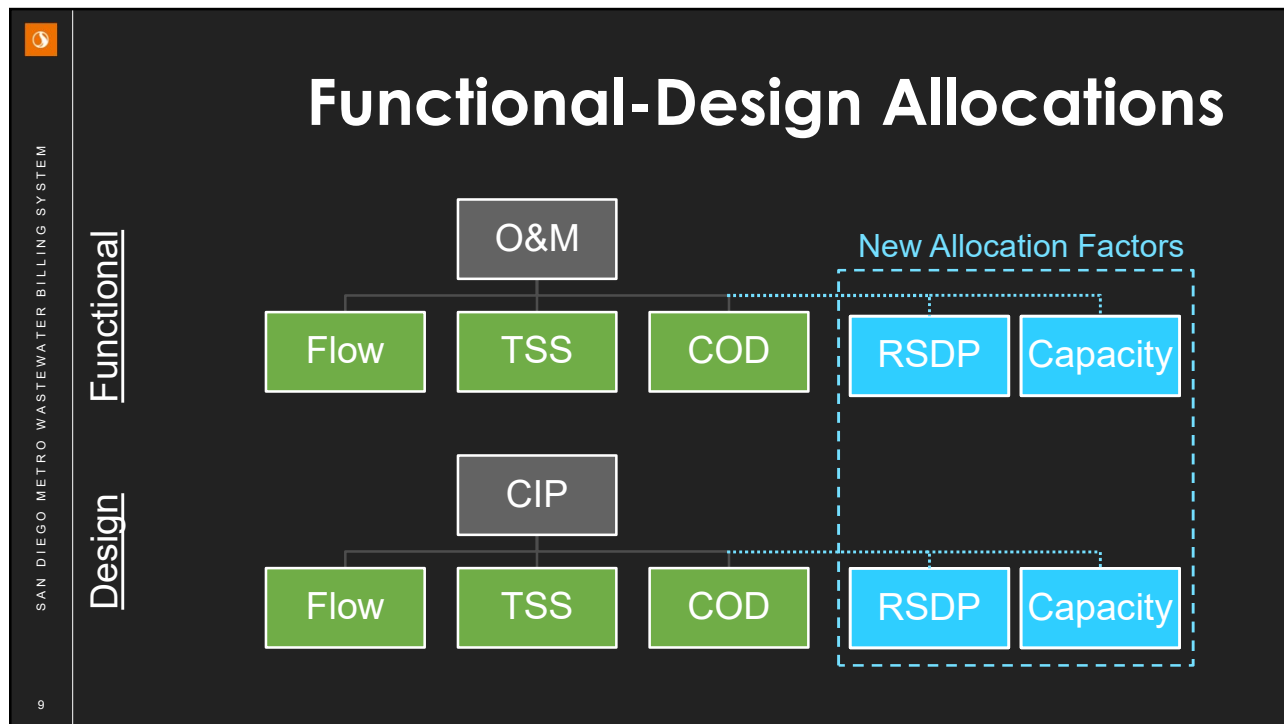 Functional-Design Allocations
SAN DIEGO METRO WASTEWATER BILLING SYSTEM
Functional
O&M
New Allocation Factors
Flow
TSS
COD
RSDP
Capacity
Design
CIP
Flow
TSS
COD
RSDP
Capacity
9